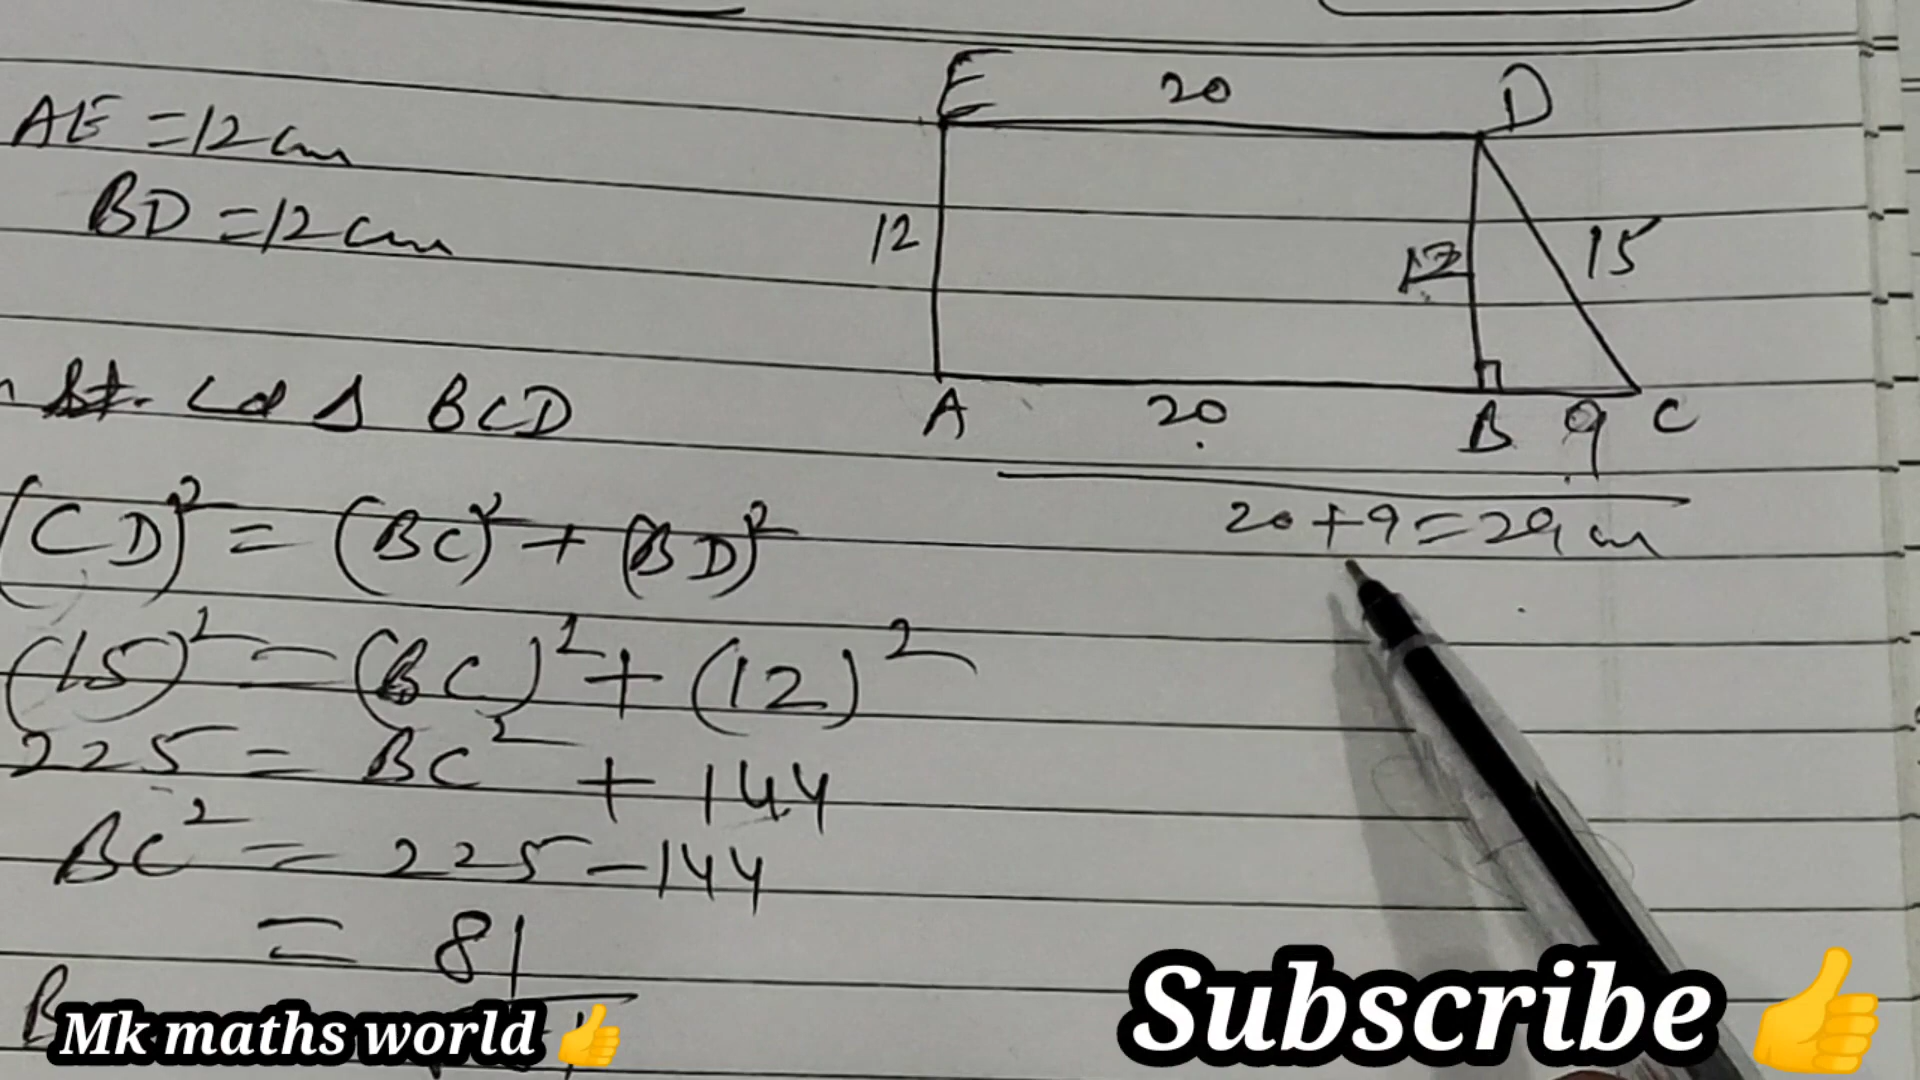 AE = 12 cm
BD = 12 cm
E 20 D
12
12
15
A 20 B 9 C
20 + 9 = 29 cm
Δ BCD
(CD)² = (BC)² + (BD)²
(15)² = (BC)² + (12)²
225 = BC² + 144
BC² = 225 - 144
= 81
B
Mk maths world 👍
Subscribe 👍